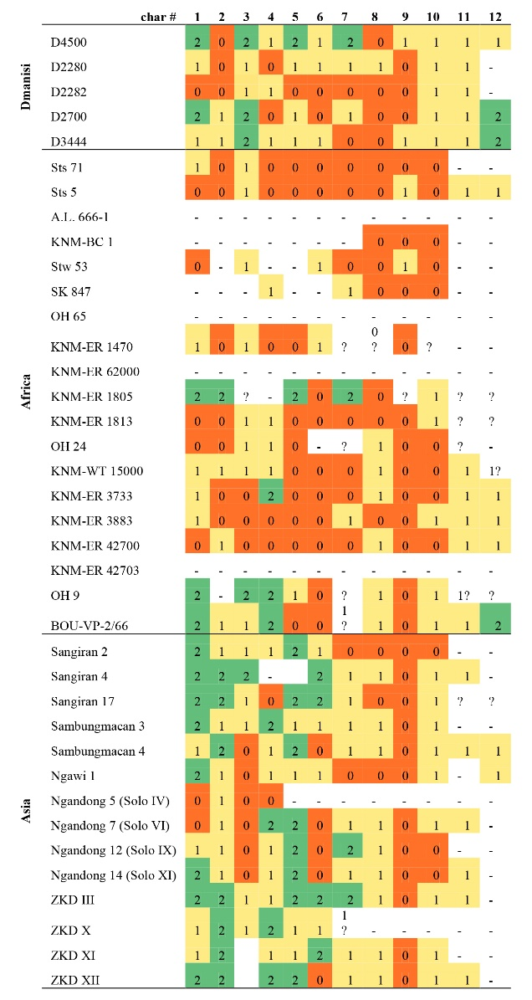 char # 1 2 3 4 5 6 7 8 9 10 11 12
Dmanisi
D4500 2 0 2 1 2 1 2 0 1 1 1 1
D2280 1 0 1 0 1 1 1 1 0 1 1 -
D2282 0 0 1 1 0 0 0 0 0 1 1 -
D2700 2 1 2 0 1 0 1 0 0 1 1 2
D3444 1 1 2 1 1 1 0 0 1 1 1 2
Africa
Sts 71 1 0 1 0 0 0 0 0 0 0 - -
Sts 5 0 0 1 0 0 0 0 0 1 0 1 1
A.L. 666-1 - - - - - - - - - - - -
KNM-BC 1 - - - - - - - 0 0 0 - -
Stw 53 0 - 1 - - 1 0 0 1 0 - -
SK 847 - - - 1 - - 1 0 0 0 - -
OH 65 - - - - - - - - - - - -
0
KNM-ER 1470 1 0 1 0 0 1 ? ? 0 ? - -
KNM-ER 62000 - - - - - - - - - - - -
KNM-ER 1805 2 2 ? - 2 0 2 0 ? 1 ? ?
KNM-ER 1813 0 0 1 1 0 0 0 0 0 1 ? ?
OH 24 0 0 1 1 0 - ? 1 0 0 ? -
KNM-WT 15000 1 1 1 1 0 0 0 1 0 0 1 1?
KNM-ER 3733 1 0 0 2 0 0 0 1 0 0 1 1
KNM-ER 3883 1 0 0 0 0 0 1 0 0 1 1 1
KNM-ER 42700 0 1 0 0 0 0 0 1 0 0 1 1
KNM-ER 42703 - - - - - - - - - - - -
OH 9 2 - 2 2 1 0 ? 1 0 1 1? ?
1
BOU-VP-2/66 2 1 1 2 0 0 ? 1 0 1 1 2
Asia
Sangiran 2 2 1 1 1 2 1 0 0 0 0 - -
Sangiran 4 2 2 2 - 2 1 1 0 1 1 -
Sangiran 17 2 2 1 0 2 2 1 0 0 1 ? ?
Sambungmacan 3 2 1 1 2 1 1 1 1 0 1 - -
Sambungmacan 4 1 2 0 1 2 0 1 1 0 1 1 1
Ngawi 1 2 1 0 1 1 1 0 0 0 1 - 1
Ngandong 5 (Solo IV) 0 1 0 0 - - - - - - - -
Ngandong 7 (Solo VI) 0 1 0 2 2 0 1 1 0 1 1 -
Ngandong 12 (Solo IX) 1 1 0 1 2 0 2 1 0 0 - -
Ngandong 14 (Solo XI) 2 1 0 1 2 0 1 1 0 0 1 -
ZKD III 2 2 1 1 2 2 2 1 0 1 1 -
1
ZKD X 1 2 1 2 1 1 ? - - - - -
ZKD XI 1 2 1 1 2 1 1 0 1 - -
ZKD XII 2 2 2 2 0 1 1 0 1 1 -